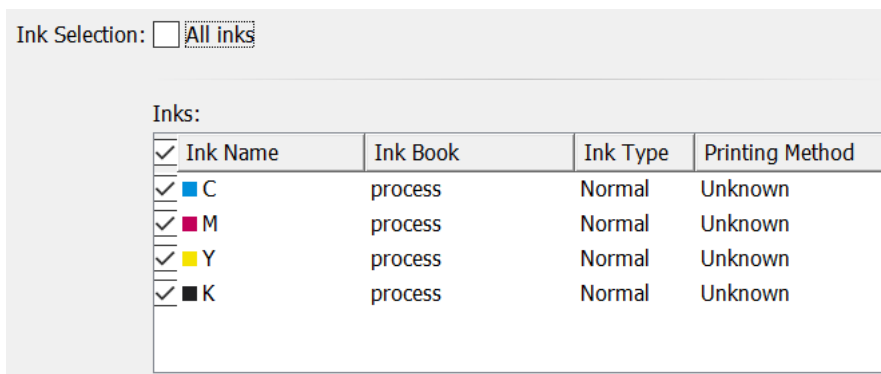 Ink Selection: All inks
Inks:
Ink Name Ink Book Ink Type Printing Method
C process Normal Unknown
M process Normal Unknown
Y process Normal Unknown
K process Normal Unknown